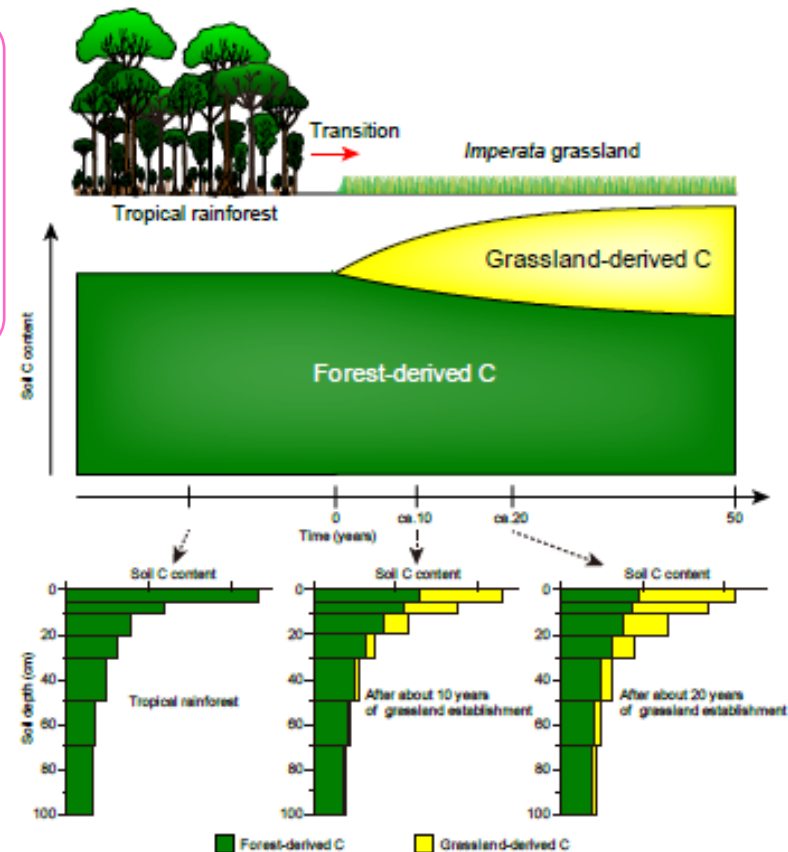 Transition
Imperata grassland
Tropical rainforest
Grassland-derived C
Forest-derived C
Soil C content
0
ca.10
ca.20
50
Time (years)
Soil C content
Soil C content
Soil C content
0
20
40
60
80
100
Soil depth (cm)
Tropical rainforest
0
20
40
60
80
100
After about 10 years
of grassland establishment
0
20
40
60
80
100
After about 20 years
of grassland establishment
Forest-derived C
Grassland-derived C